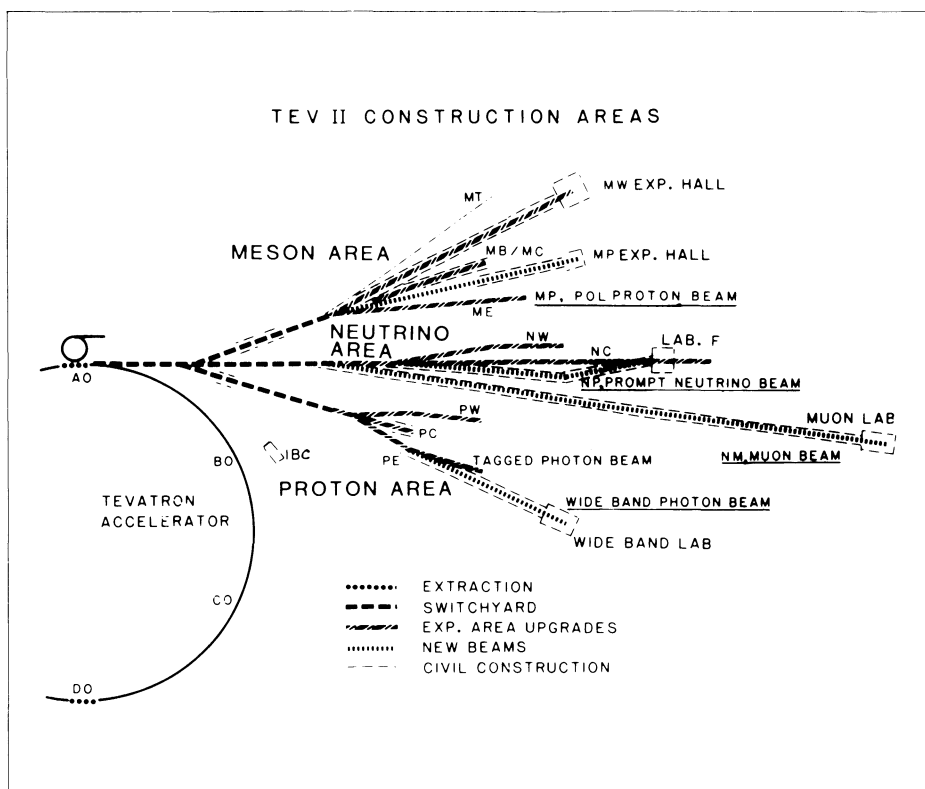 TEV II CONSTRUCTION AREAS
MT
MW EXP. HALL
MESON AREA
MB/MC
MP EXP. HALL
MP, POL PROTON BEAM
ME
NEUTRINO
AREA
NW
NC
LAB. F
NP, PROMPT NEUTRINO BEAM
AO
PW
MUON LAB
PC
NM, MUON BEAM
BO
IBC
PE
TAGGED PHOTON BEAM
PROTON AREA
TEVATRON
ACCELERATOR
WIDE BAND PHOTON BEAM
WIDE BAND LAB
CO
EXTRACTION
SWITCHYARD
EXP. AREA UPGRADES
NEW BEAMS
CIVIL CONSTRUCTION
DO